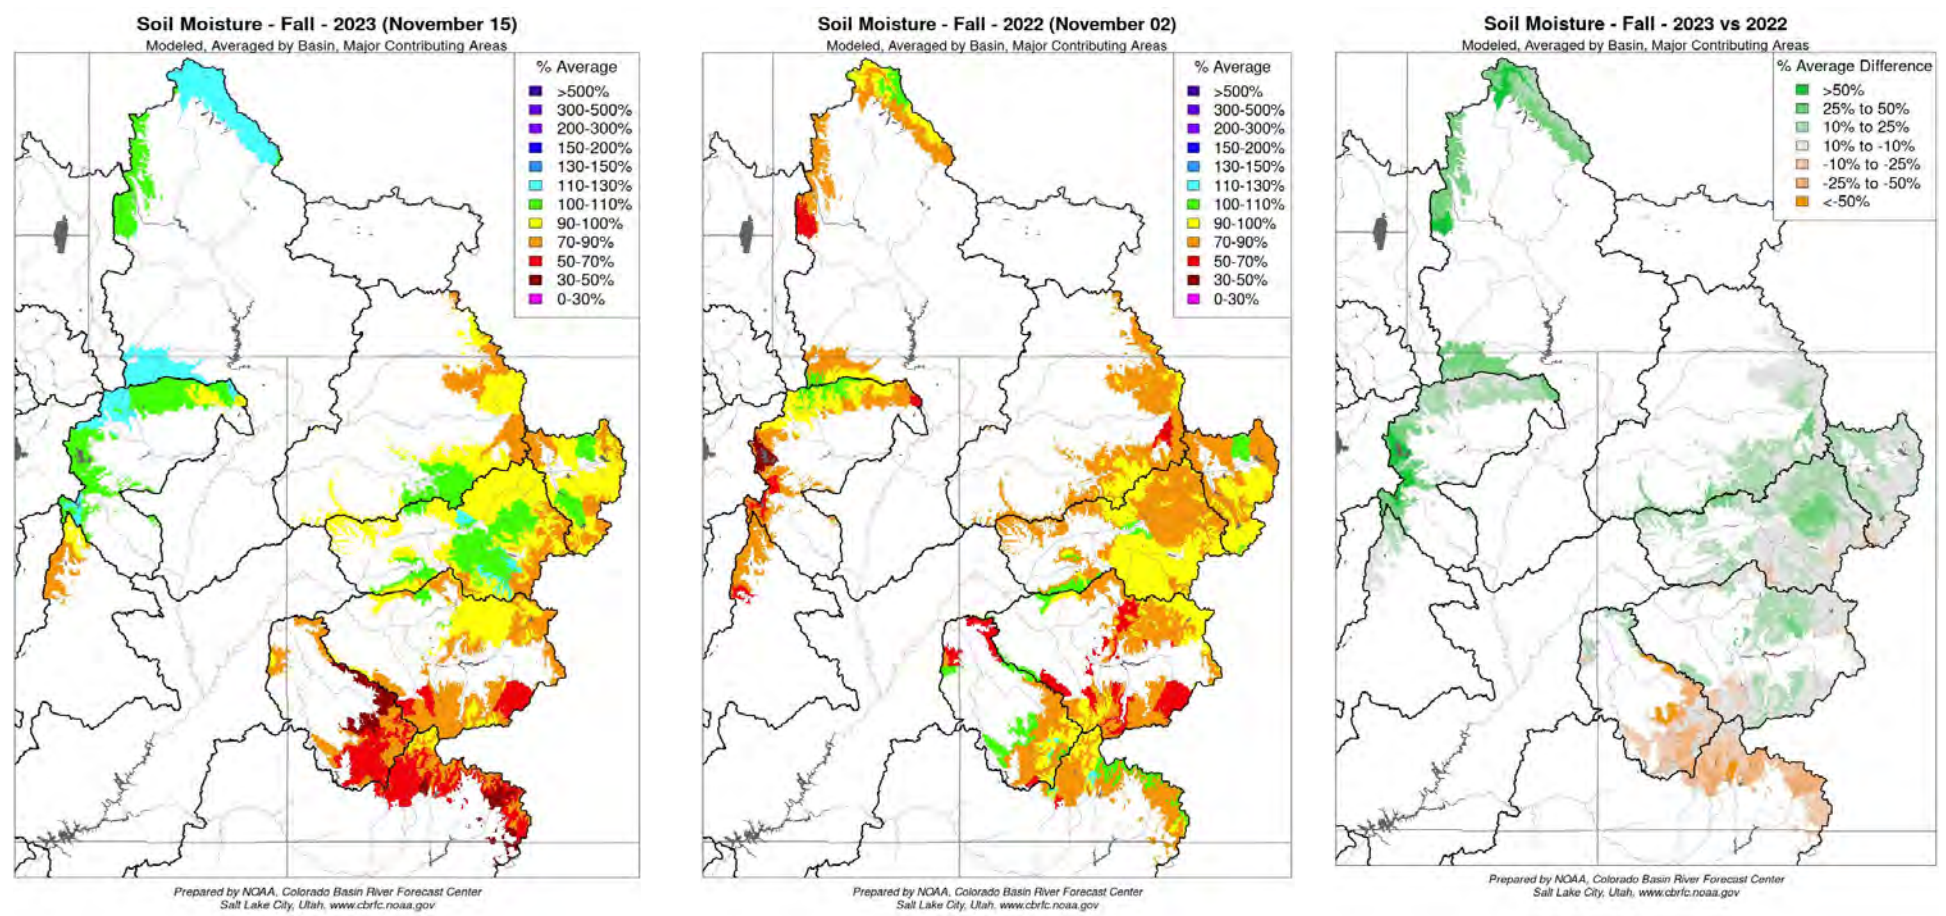 Soil Moisture - Fall - 2023 (November 15)
Modeled, Averaged by Basin, Major Contributing Areas
% Average
>500%
300-500%
200-300%
150-200%
130-150%
110-130%
100-110%
90-100%
70-90%
50-70%
30-50%
0-30%
Prepared by NOAA, Colorado Basin River Forecast Center
Salt Lake City, Utah, www.cbrfc.noaa.gov
Soil Moisture - Fall - 2022 (November 02)
Modeled, Averaged by Basin, Major Contributing Areas
% Average
>500%
300-500%
200-300%
150-200%
130-150%
110-130%
100-110%
90-100%
70-90%
50-70%
30-50%
0-30%
Prepared by NOAA, Colorado Basin River Forecast Center
Salt Lake City, Utah, www.cbrfc.noaa.gov
Soil Moisture - Fall - 2023 vs 2022
Modeled, Averaged by Basin, Major Contributing Areas
% Average Difference
>50%
25% to 50%
10% to 25%
10% to -10%
-10% to -25%
-25% to -50%
<-50%
Prepared by NOAA, Colorado Basin River Forecast Center
Salt Lake City, Utah, www.cbrfc.noaa.gov